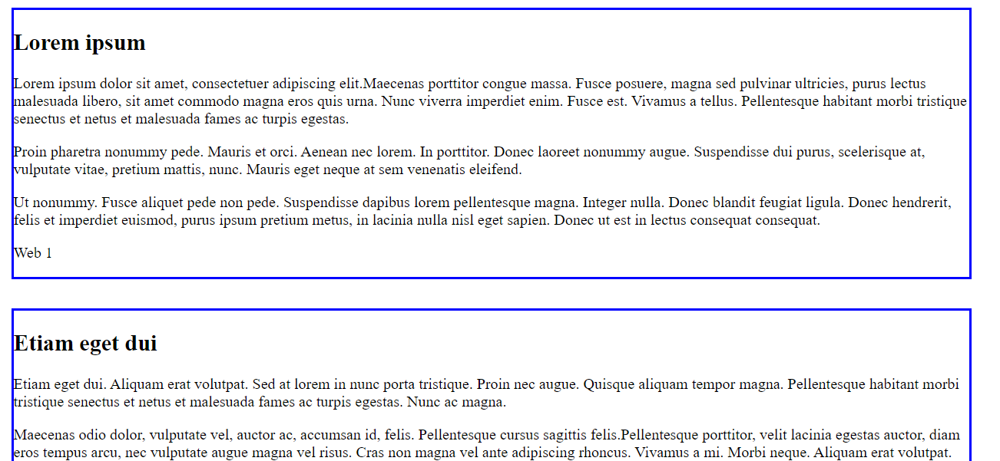 Lorem ipsum
Lorem ipsum dolor sit amet, consectetuer adipiscing elit.Maecenas porttitor congue massa. Fusce posuere, magna sed pulvinar ultricies, purus lectus
malesuada libero, sit amet commodo magna eros quis urna. Nunc viverra imperdiet enim. Fusce est. Vivamus a tellus. Pellentesque habitant morbi tristique
senectus et netus et malesuada fames ac turpis egestas.
Proin pharetra nonummy pede. Mauris et orci. Aenean nec lorem. In porttitor. Donec laoreet nonummy augue. Suspendisse dui purus, scelerisque at,
vulputate vitae, pretium mattis, nunc. Mauris eget neque at sem venenatis eleifend.
Ut nonummy. Fusce aliquet pede non pede. Suspendisse dapibus lorem pellentesque magna. Integer nulla. Donec blandit feugiat ligula. Donec hendrerit,
felis et imperdiet euismod, purus ipsum pretium metus, in lacinia nulla nisl eget sapien. Donec ut est in lectus consequat consequat.
Web 1
Etiam eget dui
Etiam eget dui. Aliquam erat volutpat. Sed at lorem in nunc porta tristique. Proin nec augue. Quisque aliquam tempor magna. Pellentesque habitant morbi
tristique senectus et netus et malesuada fames ac turpis egestas. Nunc ac magna.
Maecenas odio dolor, vulputate vel, auctor ac, accumsan id, felis. Pellentesque cursus sagittis felis.Pellentesque porttitor, velit lacinia egestas auctor, diam
eros tempus arcu, nec vulputate augue magna vel risus. Cras non magna vel ante adipiscing rhoncus. Vivamus a mi. Morbi neque. Aliquam erat volutpat.